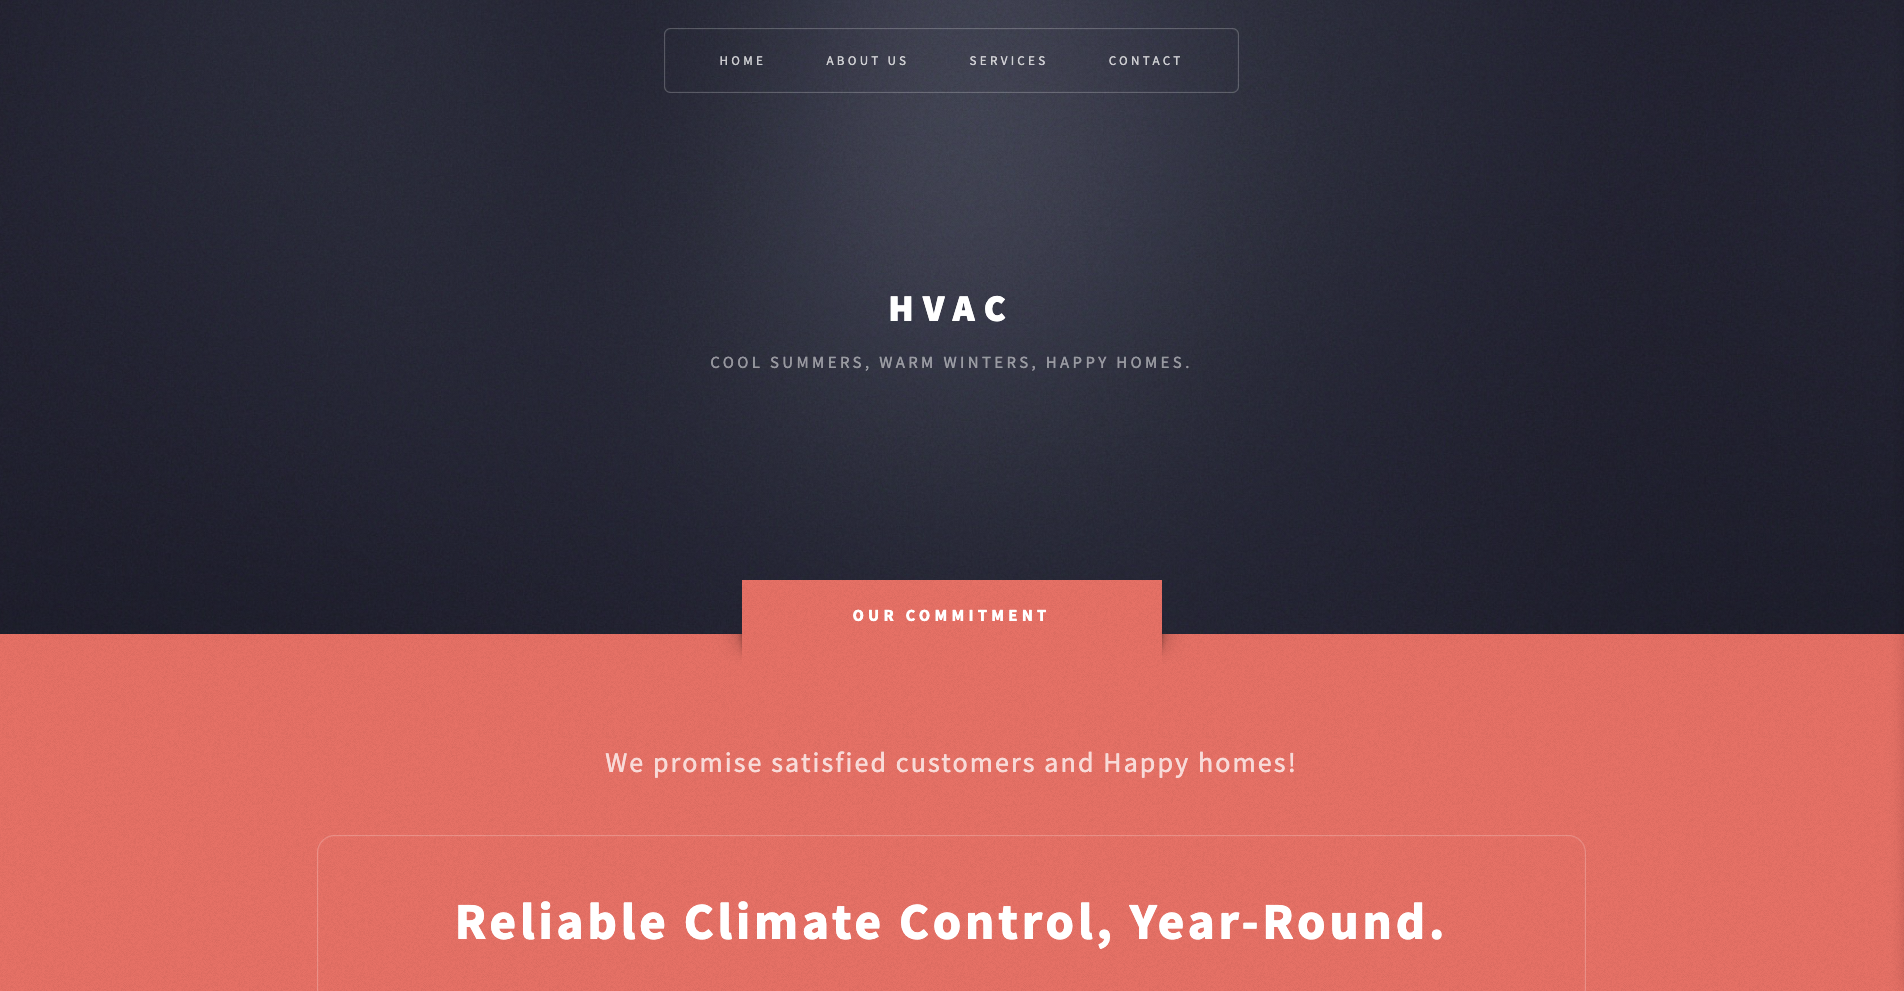 HOME ABOUT US SERVICES CONTACT
HVAC
COOL SUMMERS, WARM WINTERS, HAPPY HOMES.
OUR COMMITMENT
We promise satisfied customers and Happy homes!
Reliable Climate Control, Year-Round.